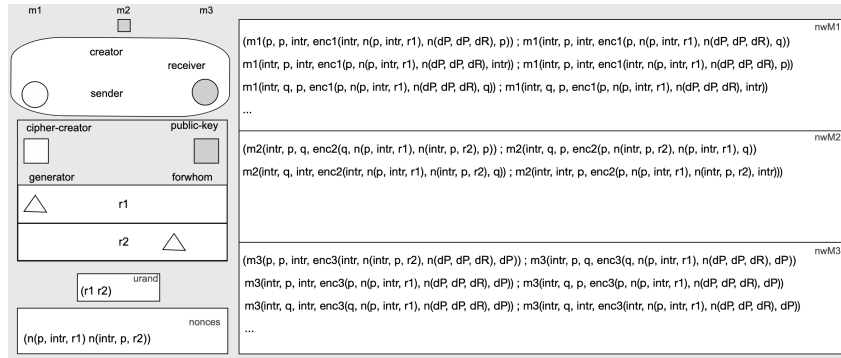 m1 m2 m3
creator
receiver
sender
cipher-creator public-key
generator forwhom
r1
r2
urand
(r1 r2)
nonces
(n(p, intr, r1) n(intr, p, r2))
nwM1
(m1(p, p, intr, enc1(intr, n(p, intr, r1), n(dP, dP, dR), p)) ; m1(intr, p, intr, enc1(p, n(p, intr, r1), n(dP, dP, dR), q))
m1(intr, p, intr, enc1(p, n(p, intr, r1), n(dP, dP, dR), intr)) ; m1(intr, p, intr, enc1(intr, n(p, intr, r1), n(dP, dP, dR), p))
m1(intr, q, p, enc1(p, n(p, intr, r1), n(dP, dP, dR), q)) ; m1(intr, q, p, enc1(p, n(p, intr, r1), n(dP, dP, dR), intr))
...
nwM2
(m2(intr, p, q, enc2(q, n(p, intr, r1), n(intr, p, r2), p)) ; m2(intr, q, p, enc2(p, n(intr, p, r2), n(p, intr, r1), q))
m2(intr, q, intr, enc2(intr, n(p, intr, r1), n(intr, p, r2), q)) ; m2(intr, intr, p, enc2(p, n(p, intr, r1), n(intr, p, r2), intr)))
nwM3
(m3(p, p, intr, enc3(intr, n(intr, p, r2), n(dP, dP, dR), dP)) ; m3(intr, p, q, enc3(q, n(p, intr, r1), n(dP, dP, dR), dP))
m3(intr, p, intr, enc3(p, n(p, intr, r1), n(dP, dP, dR), dP)) ; m3(intr, q, p, enc3(p, n(p, intr, r1), n(dP, dP, dR), dP))
m3(intr, q, intr, enc3(q, n(p, intr, r1), n(dP, dP, dR), dP)) ; m3(intr, q, intr, enc3(intr, n(p, intr, r1), n(dP, dP, dR), dP))
...